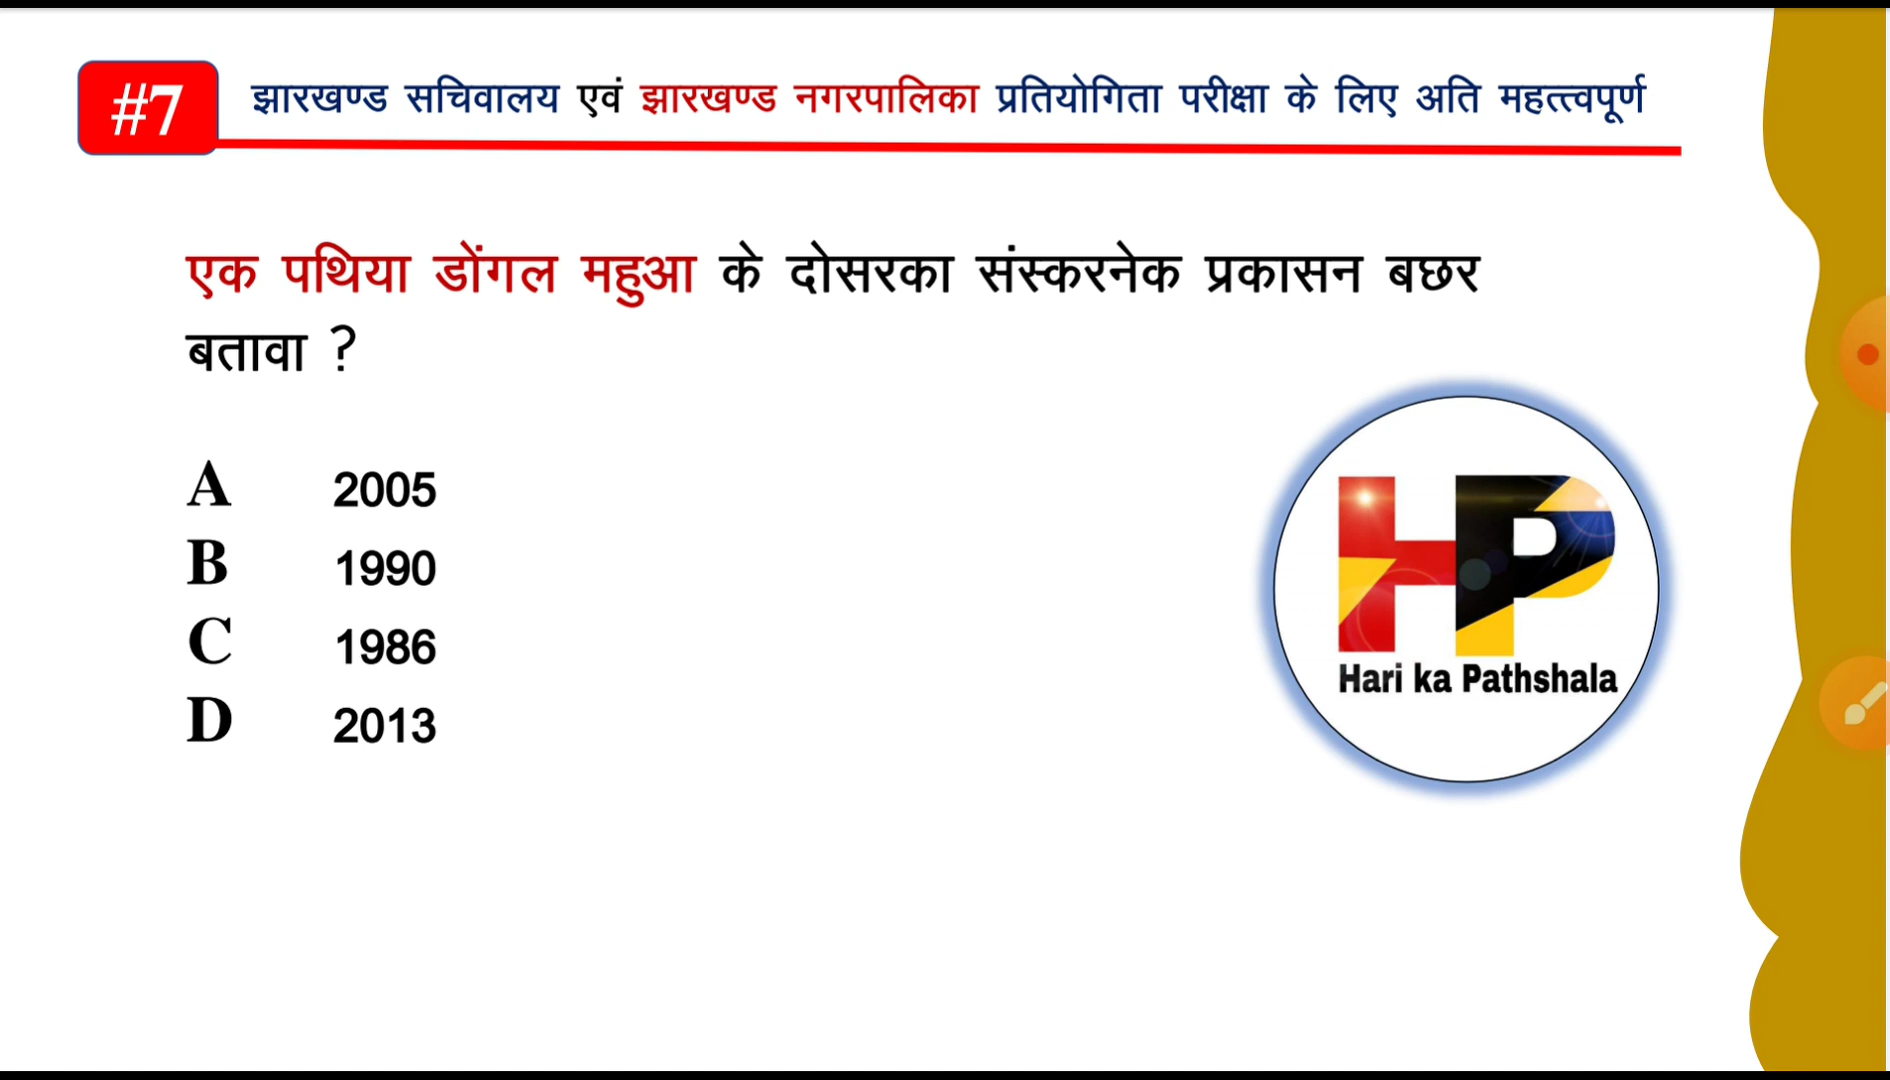 #7 झारखण्ड सचिवालय एवं झारखण्ड नगरपालिका प्रतियोगिता परीक्षा के लिए अति महत्त्वपूर्ण
एक पथिया डोंगल महुआ के दोसरका संस्करनेक प्रकासन बछर
बतावा ?
A 2005
B 1990
C 1986
D 2013
HP
Hari ka Pathshala